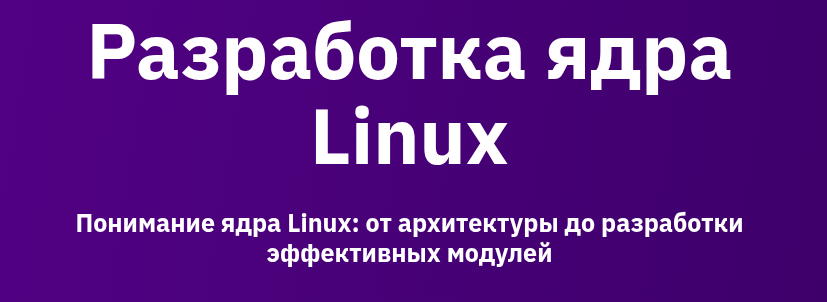 Разработка ядра
Linux
Понимание ядра Linux: от архитектуры до разработки
эффективных модулей